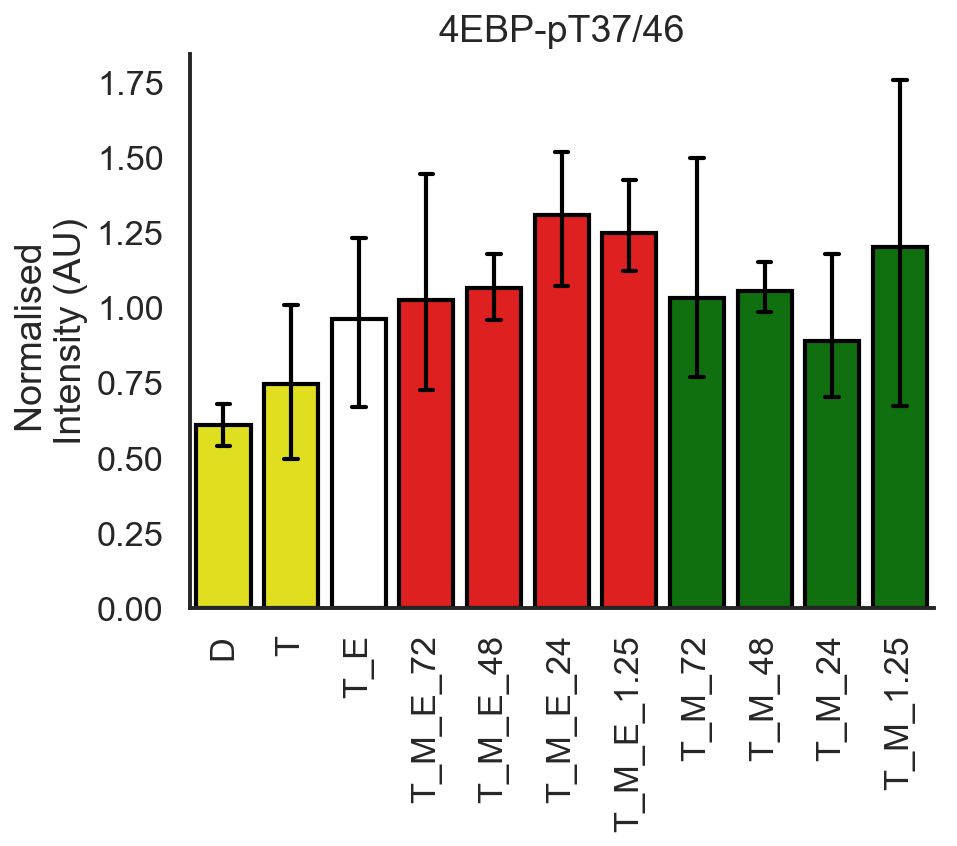 4EBP-pT37/46
Normalised
Intensity (AU)
1.75
1.50
1.25
1.00
0.75
0.50
0.25
0.00
D
T
T_E
T_M_E_72
T_M_E_48
T_M_E_24
T_M_E_1.25
T_M_72
T_M_48
T_M_24
T_M_1.25